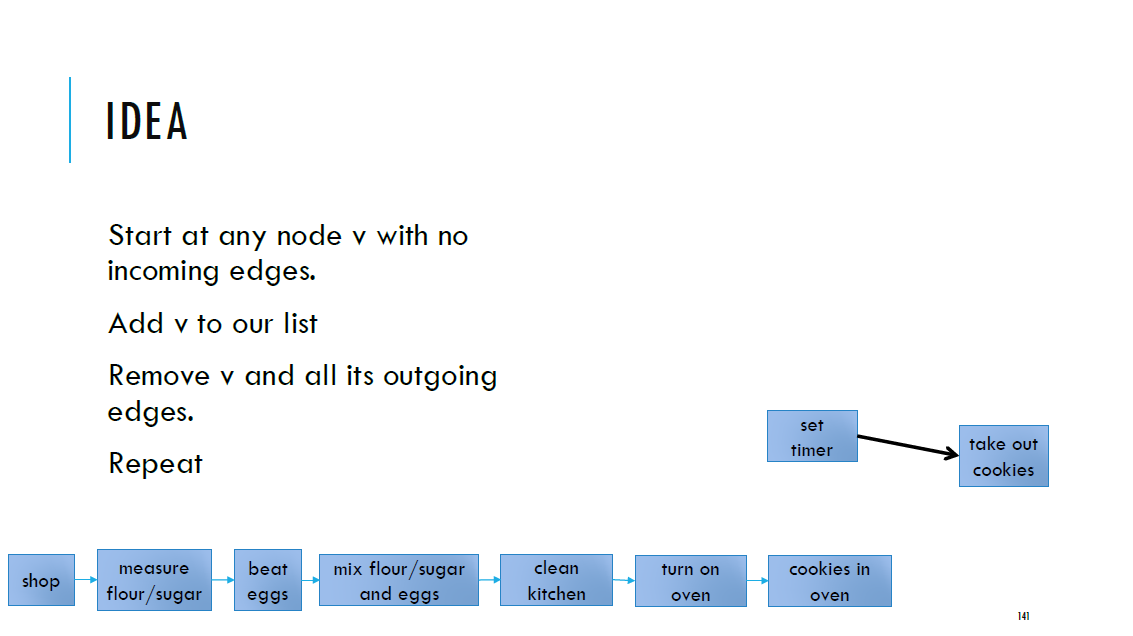 IDEA
Start at any node v with no
incoming edges.
Add v to our list
Remove v and all its outgoing
edges.
Repeat
set
timer
take out
cookies
shop
measure
flour/sugar
beat
eggs
mix flour/sugar
and eggs
clean
kitchen
turn on
oven
cookies in
oven
141